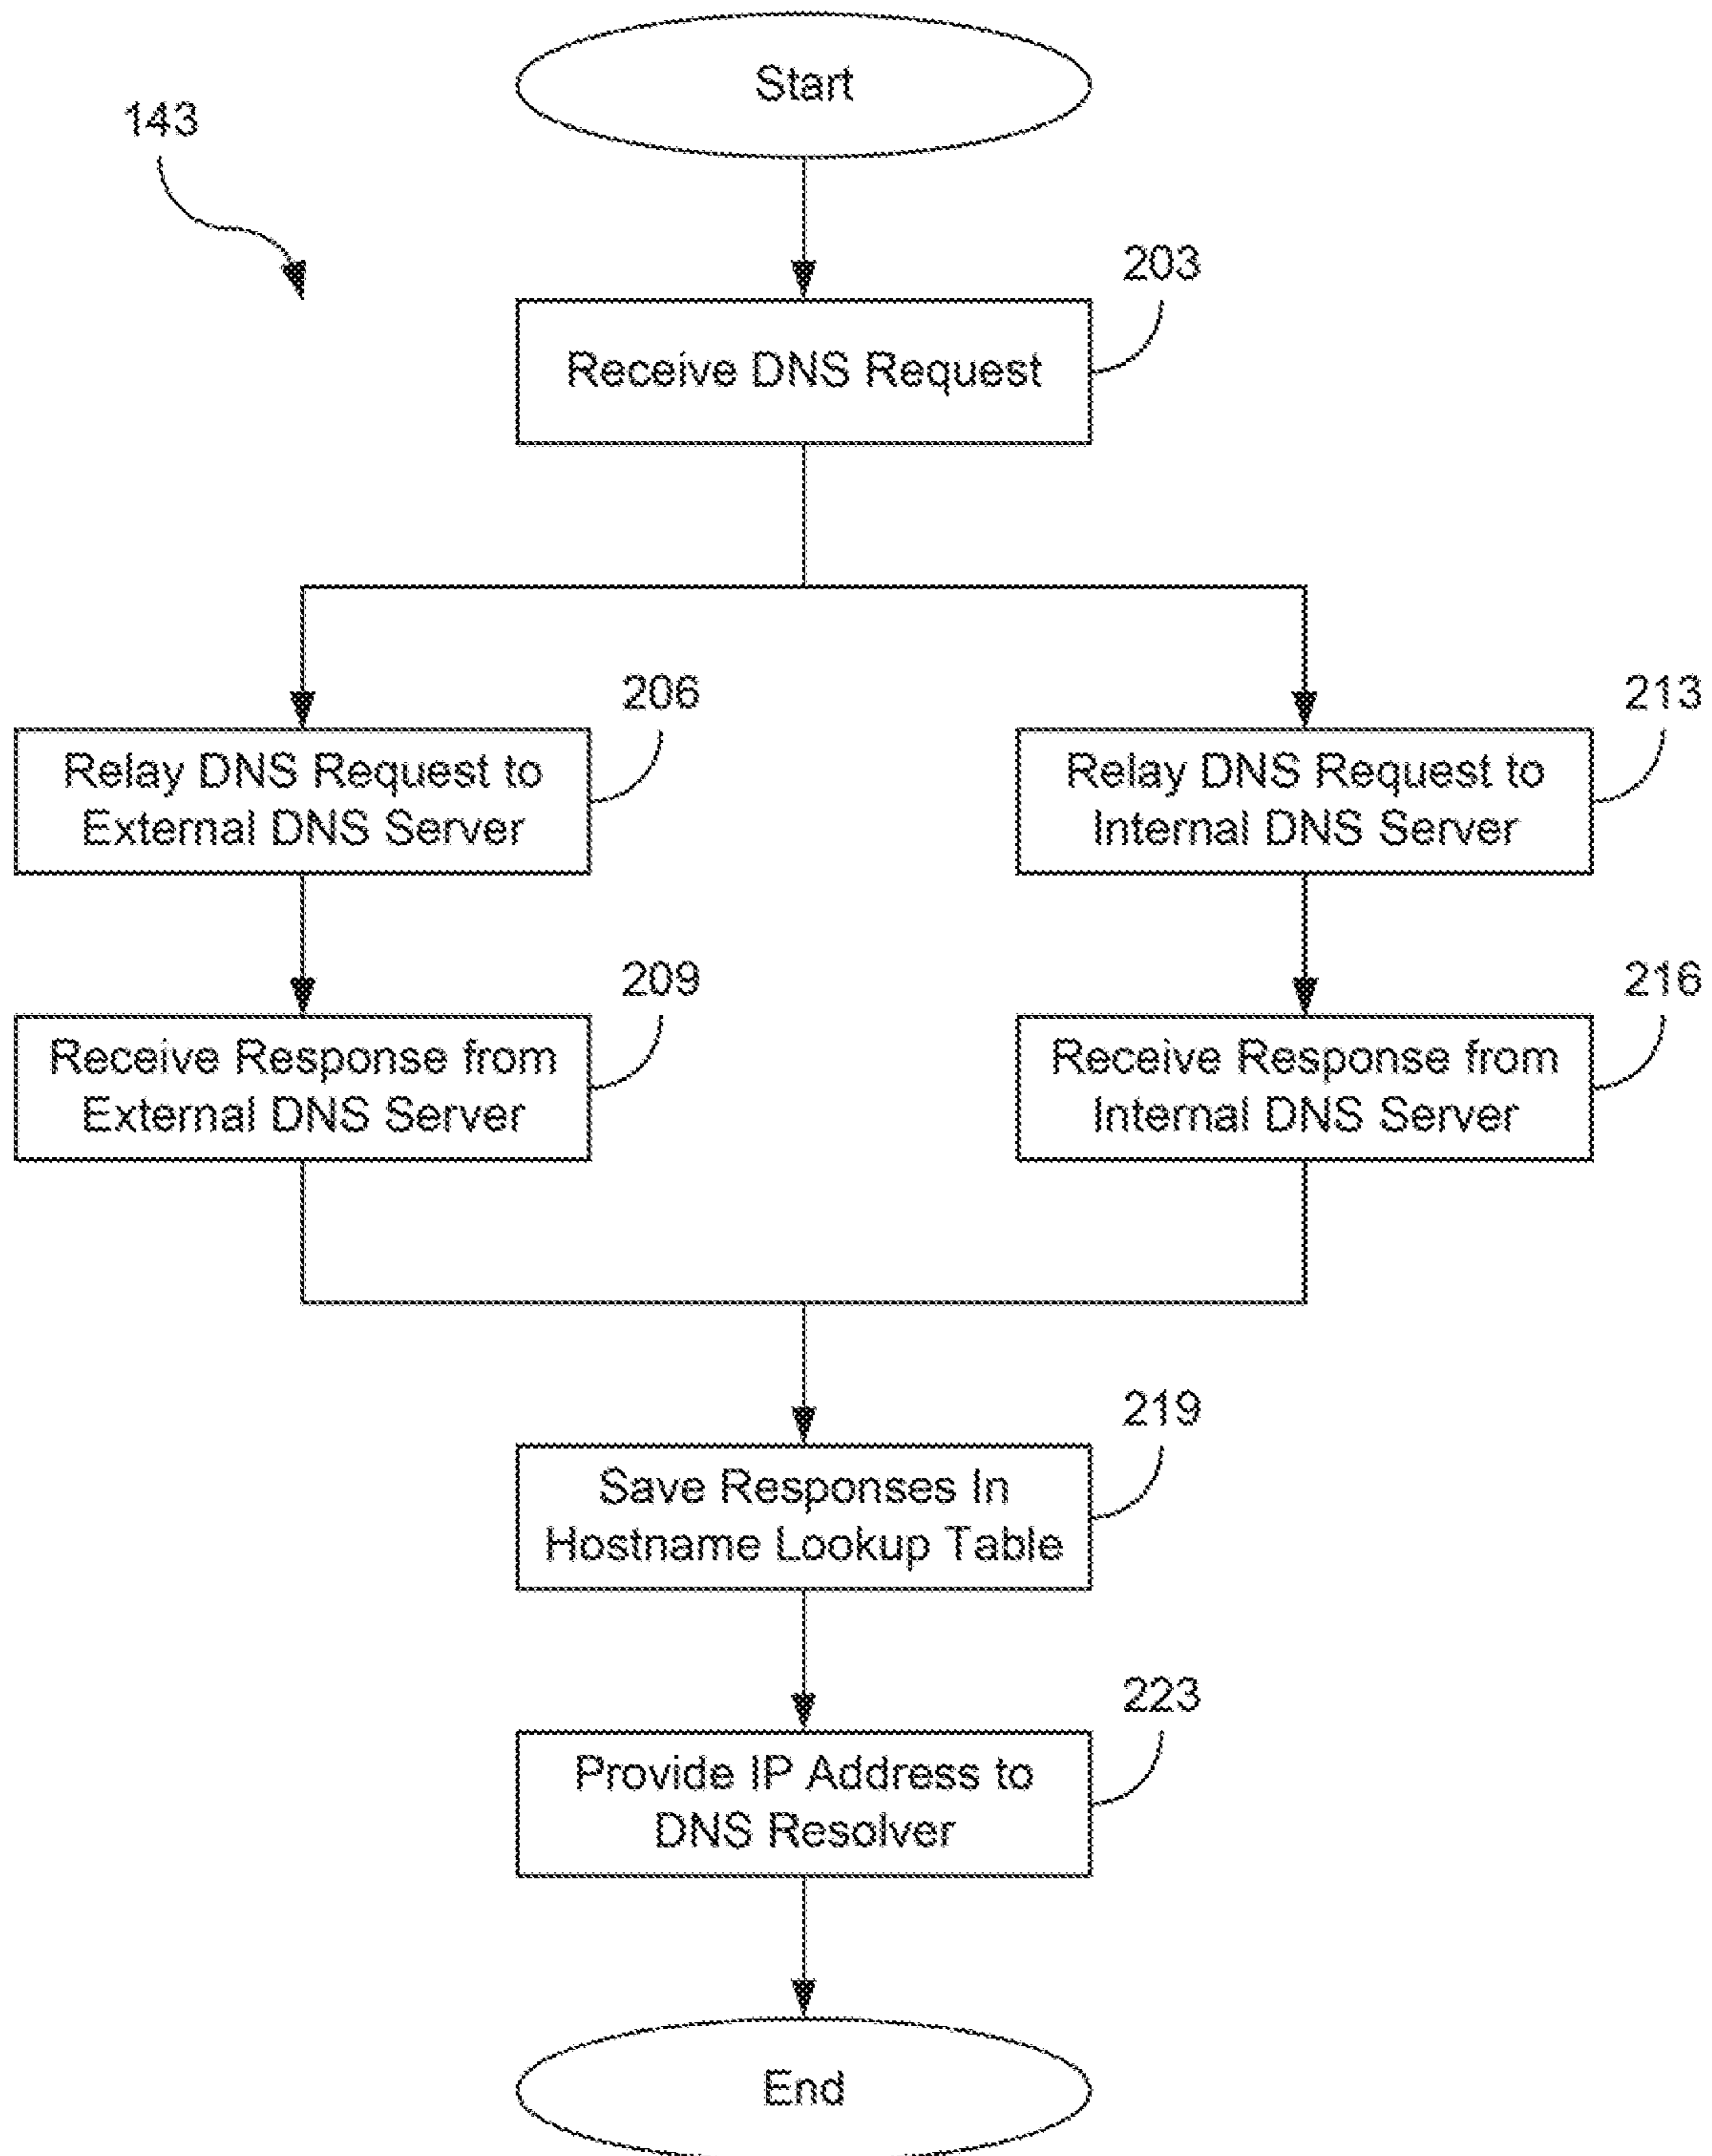 Start
143
203
Receive DNS Request
206
213
Relay DNS Request to
External DNS Server
Relay DNS Request to
Internal DNS Server
209
216
Receive Response from
External DNS Server
Receive Response from
Internal DNS Server
219
Save Responses In
Hostname Lookup Table
223
Provide IP Address to
DNS Resolver
End